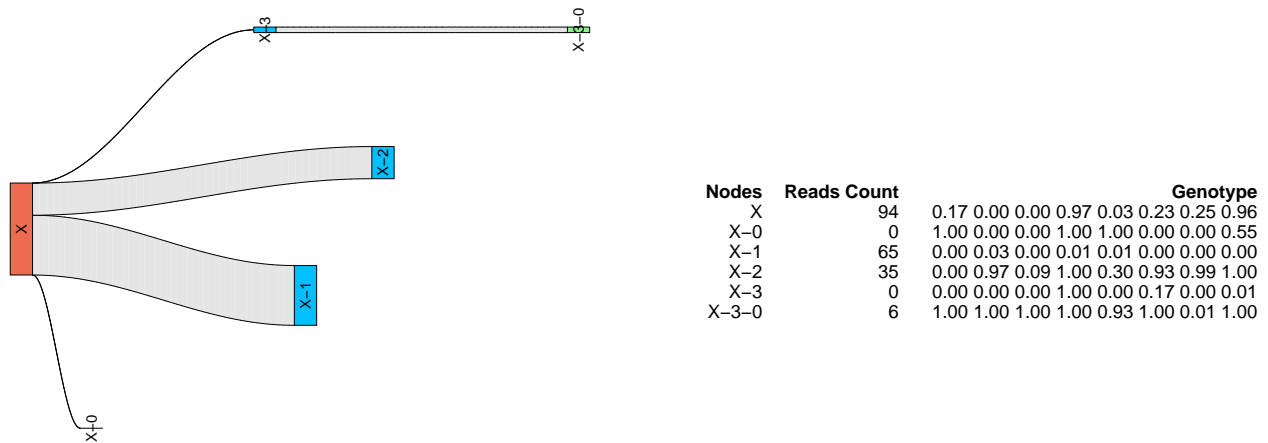 X−3
X−3−0
X−2
X
X−1
X−0
Nodes Reads Count Genotype
X 94 0.17 0.00 0.00 0.97 0.03 0.23 0.25 0.96
X−0 0 1.00 0.00 0.00 1.00 1.00 0.00 0.00 0.55
X−1 65 0.00 0.03 0.00 0.01 0.01 0.00 0.00 0.00
X−2 35 0.00 0.97 0.09 1.00 0.30 0.93 0.99 1.00
X−3 0 0.00 0.00 0.00 1.00 0.00 0.17 0.00 0.01
X−3−0 6 1.00 1.00 1.00 1.00 0.93 1.00 0.01 1.00